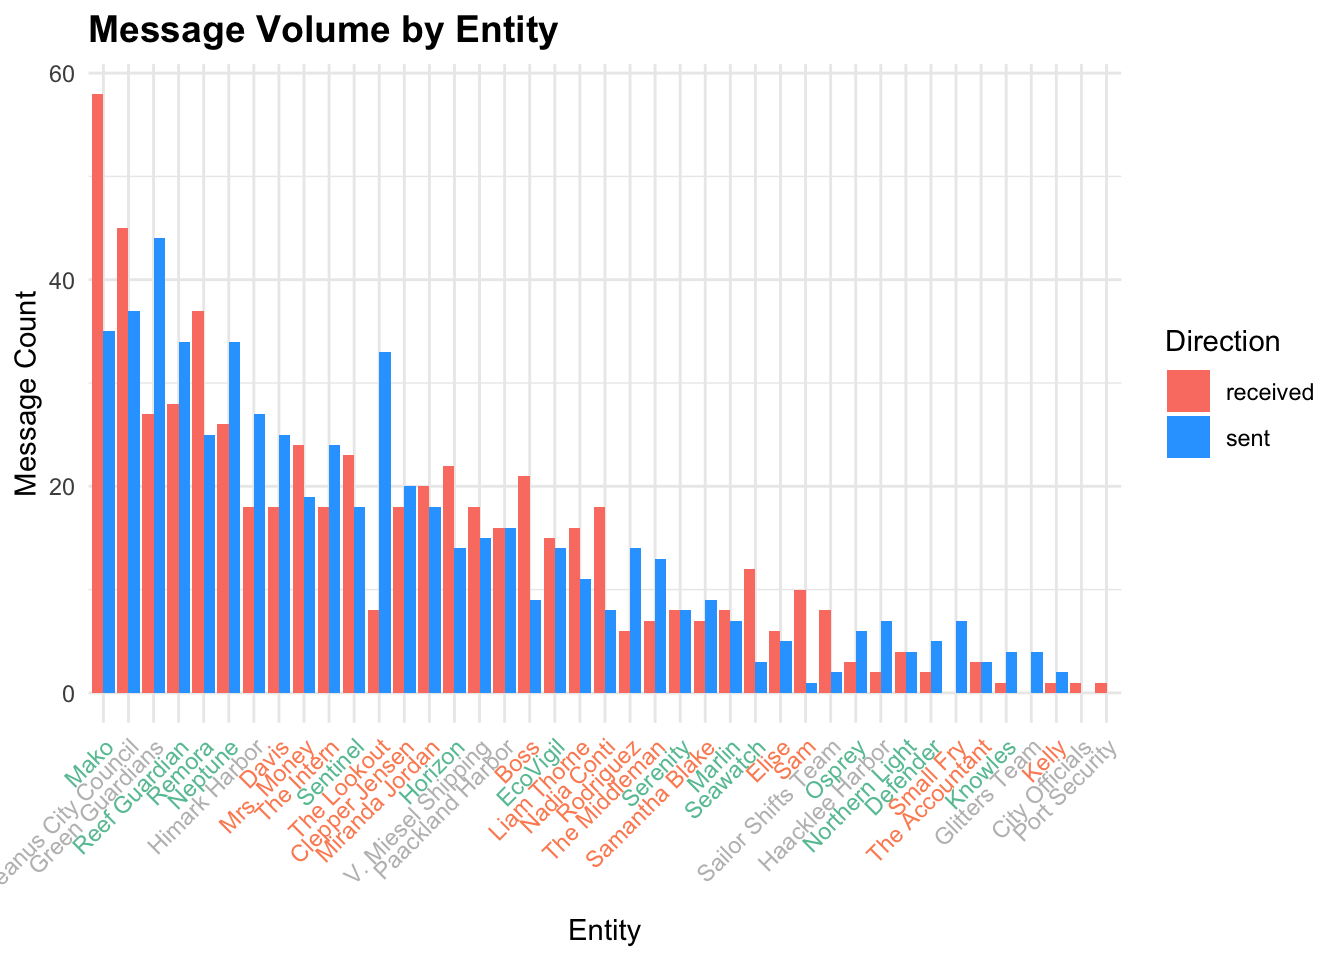 Message Volume by Entity
Message Count
60
40
20
0
Mako
eanus City Council
Green Guardians
Reef Guardian
Remora
Neptune
Himark Harbor
Davis
Mrs. Money
The Intern
Sentinel
The Lookout
Clepper Jensen
Miranda Jordan
Horizon
V. Miesel Shipping
Paackland Harbor
Boss
EcoVigil
Liam Thorne
Nadia Conti
Rodriguez
The Middleman
Serenity
Samantha Blake
Marlin
Seawatch
Elise
Sam
Sailor Shifts Team
Osprey
Haacklee Harbor
Northern Light
Defender
Small Fry
The Accountant
Knowles
Glitters Team
Kelly
City Officials
Port Security
Entity
Direction
received
sent